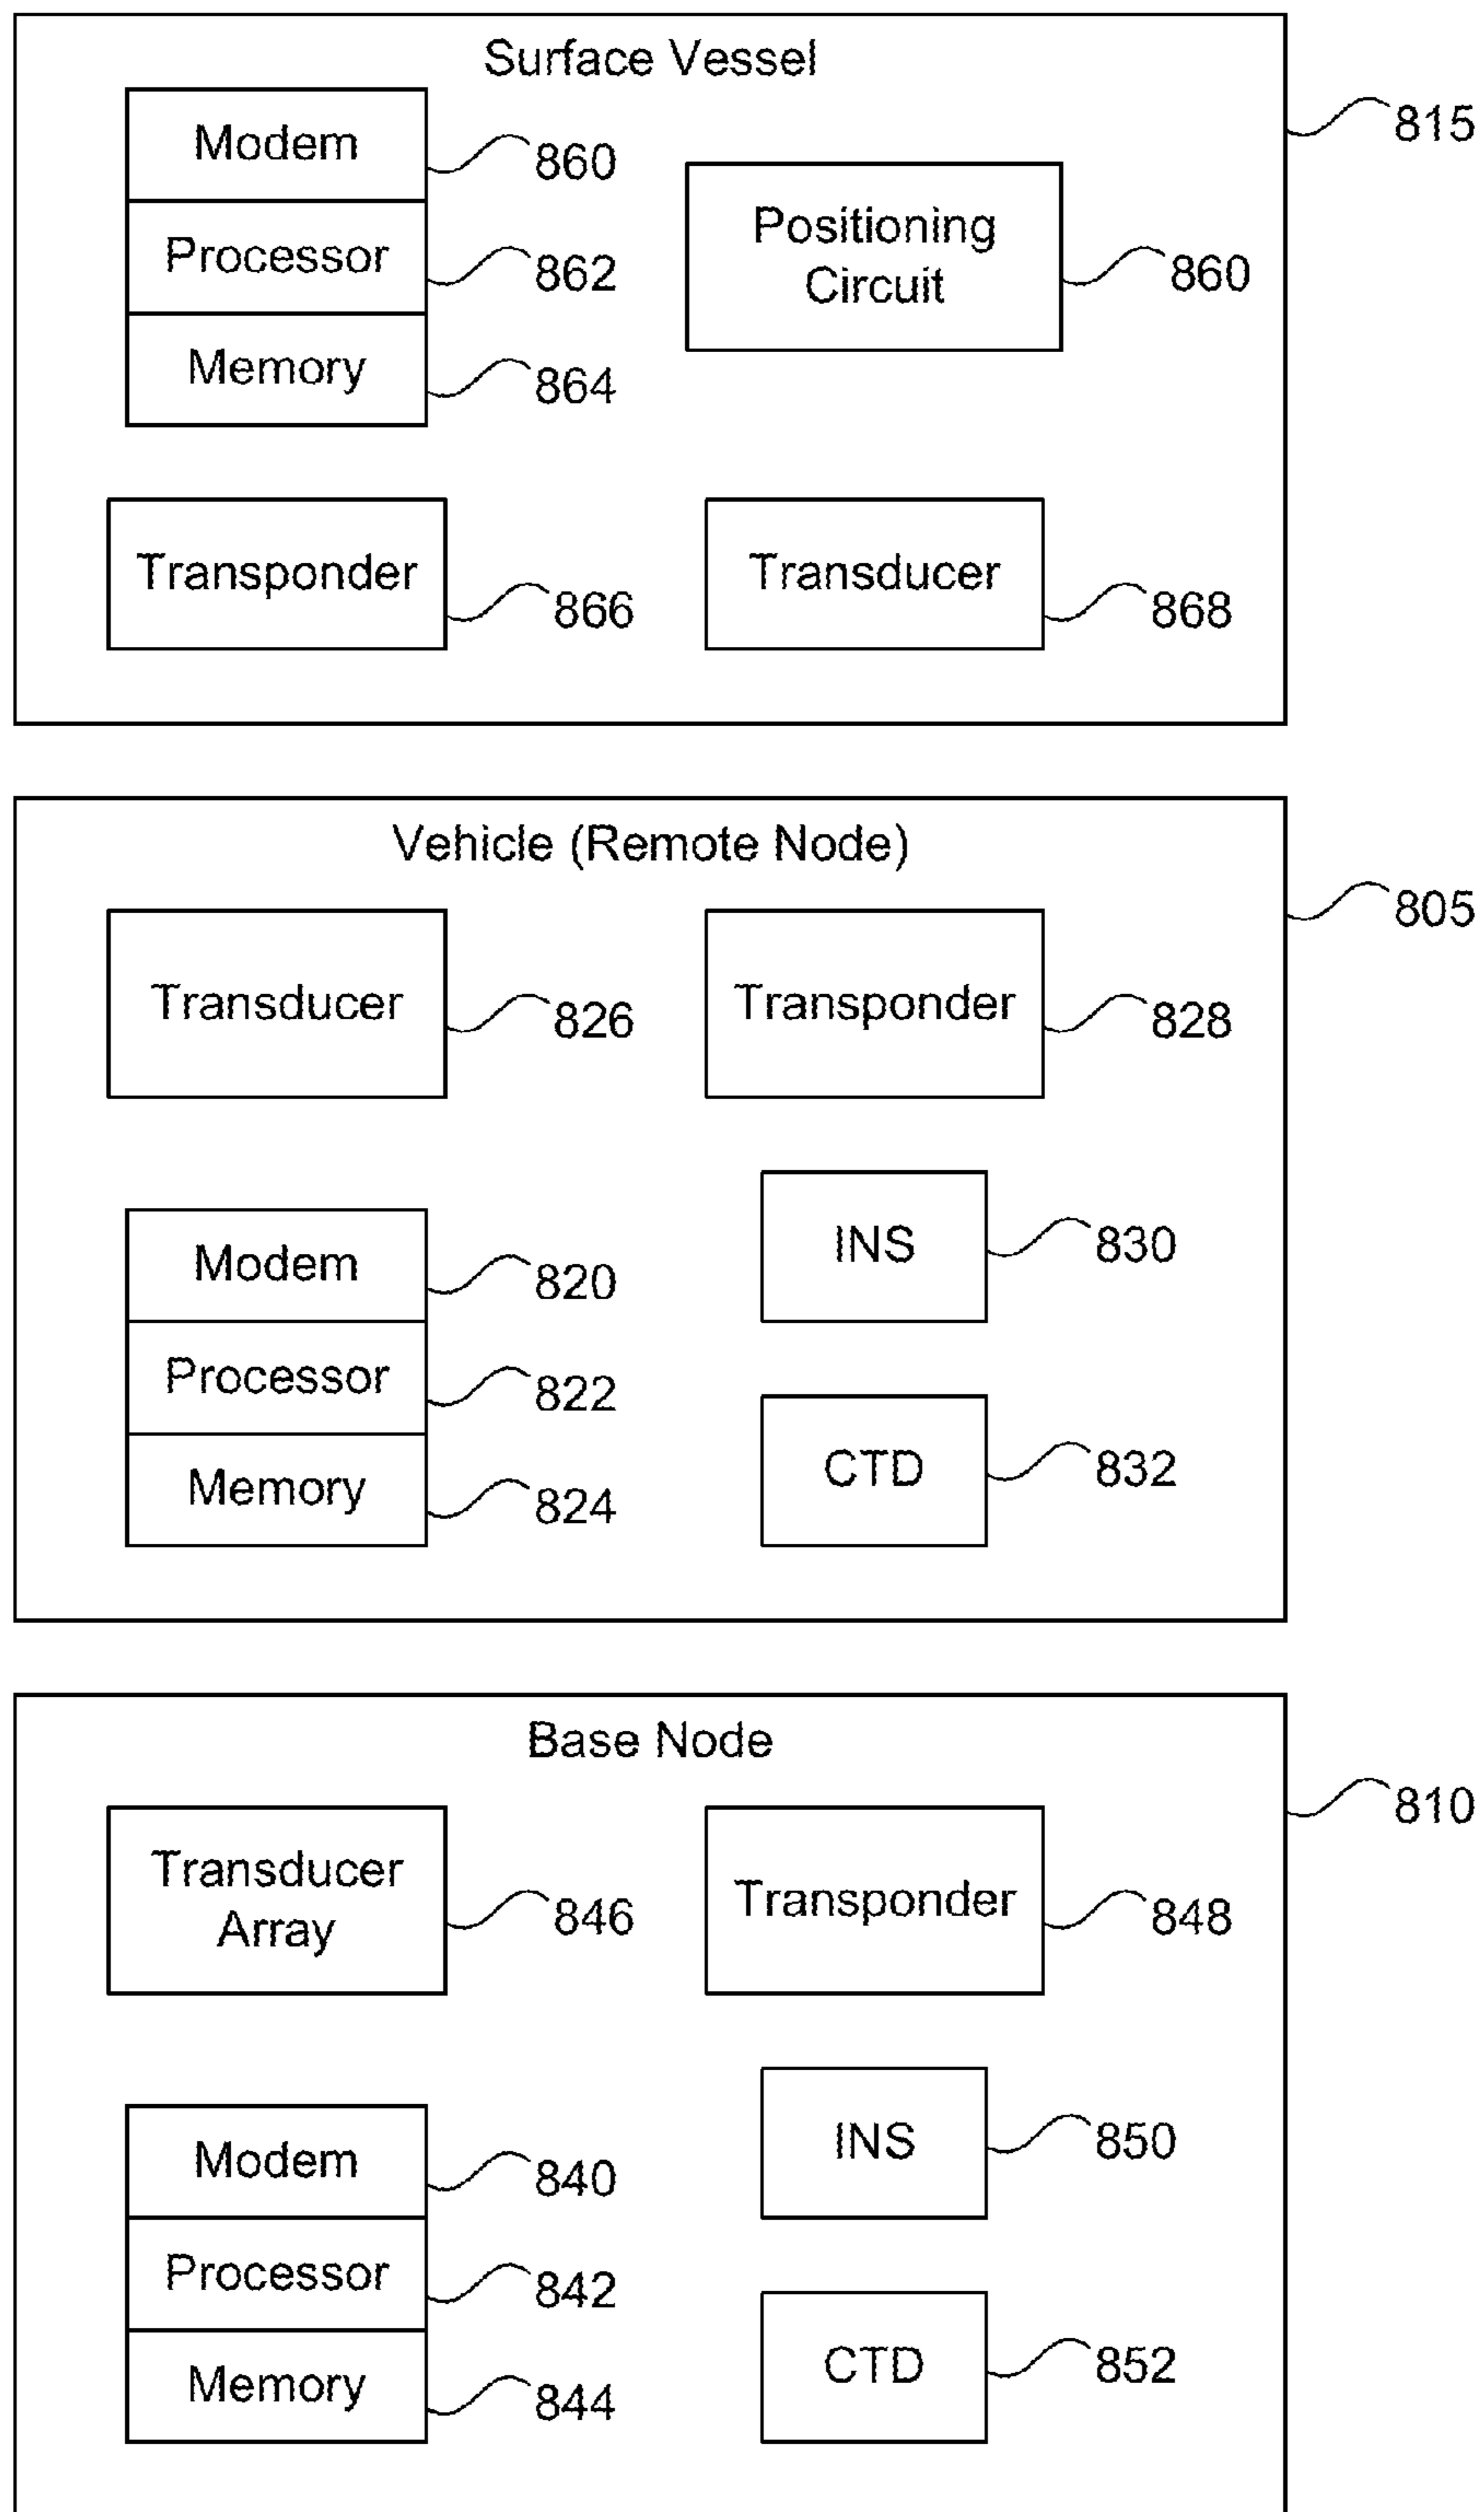 Surface Vessel
815
Modem
860
Processor
862
Memory
864
Positioning
Circuit
860
Transponder
866
Transducer
868
Vehicle (Remote Node)
805
Transducer
826
Transponder
828
Modem
820
Processor
822
Memory
824
INS
830
CTD
832
Base Node
810
Transducer
Array
846
Transponder
848
Modem
840
Processor
842
Memory
844
INS
850
CTD
852